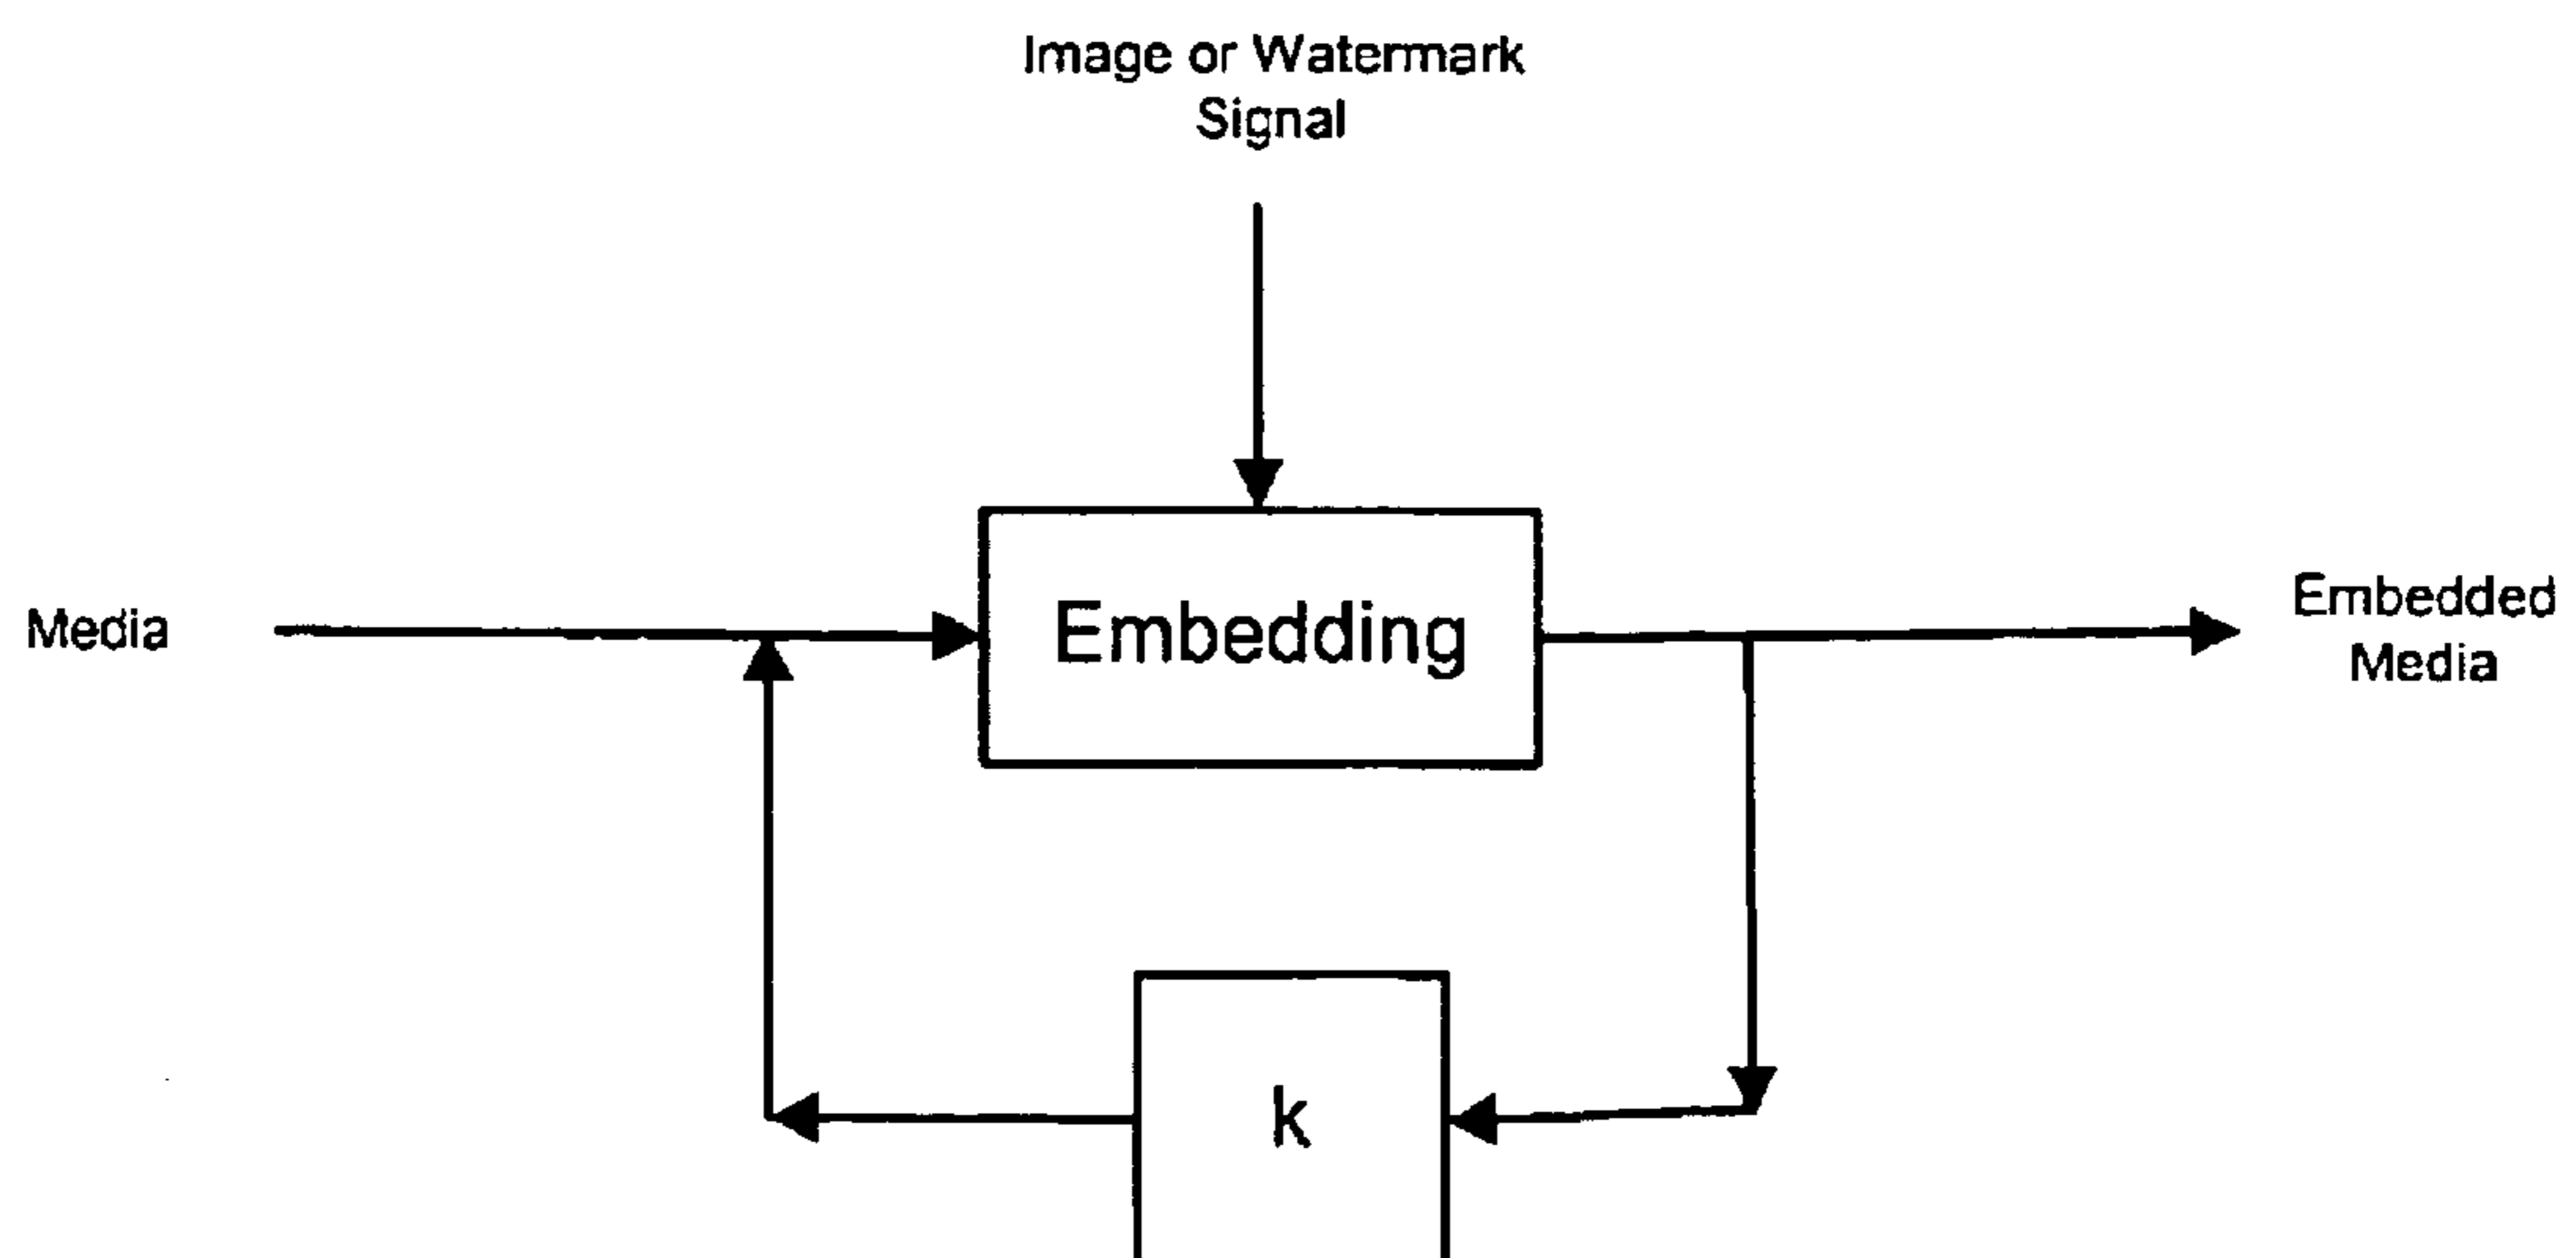 Image or Watermark
Signal
Media
Embedding
Embedded
Media
k